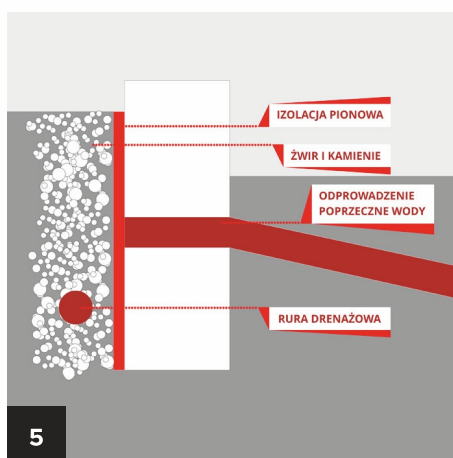 IZOLACJA PIONOWA
ŻWIR I KAMIENIE
ODPROWADZENIE
POPRZECZNE WODY
RURA DRENAŻOWA
5